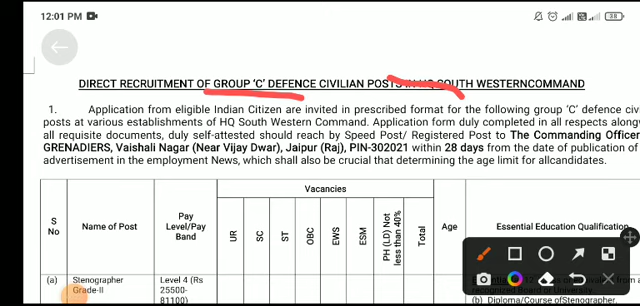 12:01 PM
38
DIRECT RECRUITMENT OF GROUP 'C' DEFENCE CIVILIAN POSTS IN HQ SOUTH WESTERNCOMMAND
1. Application from eligible Indian Citizen are invited in prescribed format for the following group 'C' defence civ
posts at various establishments of HQ South Western Command. Application form duly completed in all respects along
all requisite documents, duly self-attested should reach by Speed Post/ Registered Post to The Commanding Officer
GRENADIERS, Vaishali Nagar (Near Vijay Dwar), Jaipur (Raj), PIN-302021 within 28 days from the date of publication of
advertisement in the employment News, which shall also be crucial that determining the age limit for allcandidates.
Vacancies
S No Name of Post Pay Level/Pay Band UR SC ST OBC EWS ESM PH (LD) Not less than 40% Total Age Essential Education Qualification
(a) Stenographer Grade-II Level 4 (Rs 25500-81100)
(b) Diploma/Course ofStenographer.